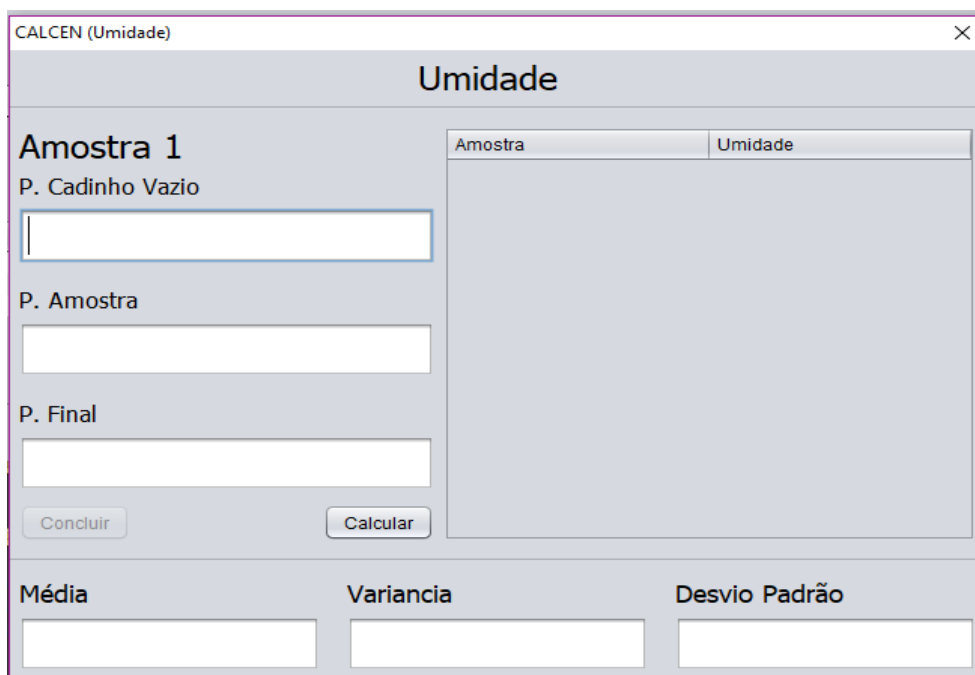 CALCEN (Umidade)
Umidade
Amostra 1
P. Cadinho Vazio
P. Amostra
P. Final
Concluir
Calcular
Amostra Umidade
Média Variancia Desvio Padrão